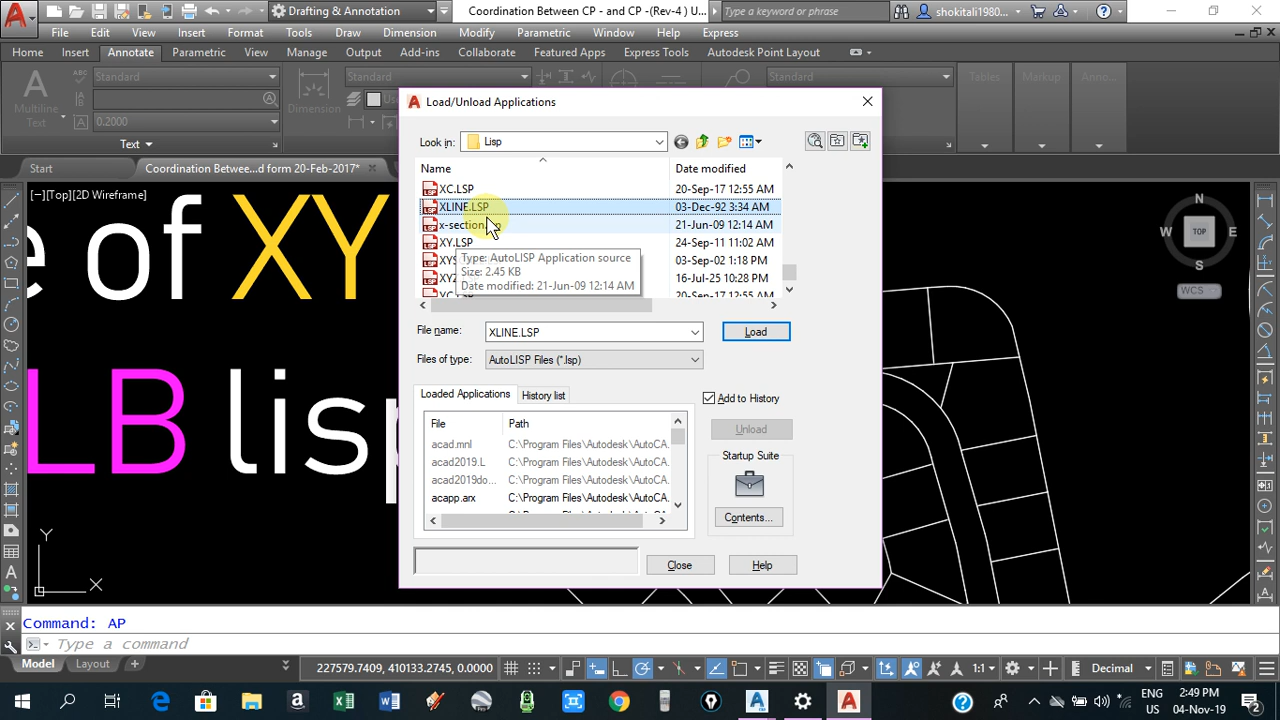 Drafting & Annotation
Coordination Between CP - and CP -(Rev-4 ) U...
Type a keyword or phrase
shokitali1980...
File Edit View Insert Format Tools Draw Dimension Modify Parametric Window Help Express
Home Insert Annotate Parametric View Manage Output Add-ins Collaborate Featured Apps Express Tools Autodesk Point Layout
Multiline
Text
Standard
0.2000
Text
Dimension
Standard
Standard
Tables
Markup
Anno...
Start
Coordination Betwee...d form 20-Feb-2017*
[−][Top][2D Wireframe]
e of XY
LB lisp
Load/Unload Applications
Look in: Lisp
Name Date modified
XC.LSP 20-Sep-17 12:55 AM
XLINE.LSP 03-Dec-92 3:34 AM
x-section. 21-Jun-09 12:14 AM
XY.LSP 24-Sep-11 11:02 AM
XYS 03-Sep-02 1:18 PM
XYZ 16-Jul-25 10:28 PM
20-Sep-17 12:55 AM
Type: AutoLISP Application source
Size: 2.45 KB
Date modified: 21-Jun-09 12:14 AM
File name: XLINE.LSP Load
Files of type: AutoLISP Files (*.lsp)
Loaded Applications History list
Add to History
File Path
acad.mnl C:\Program Files\Autodesk\AutoCA.
acad2019.L C:\Program Files\Autodesk\AutoCA.
acad2019do... C:\Program Files\Autodesk\AutoCA.
acapp.arx C:\Program Files\Autodesk\AutoCA.
Unload
Startup Suite
Contents...
Close
Help
N
W TOP E
S
WCS
Y
X
Command: AP
Type a command
Model Layout +
227579.7409, 410133.2745, 0.0000
1:1
Decimal
ENG
US
2:49 PM
04-Nov-19